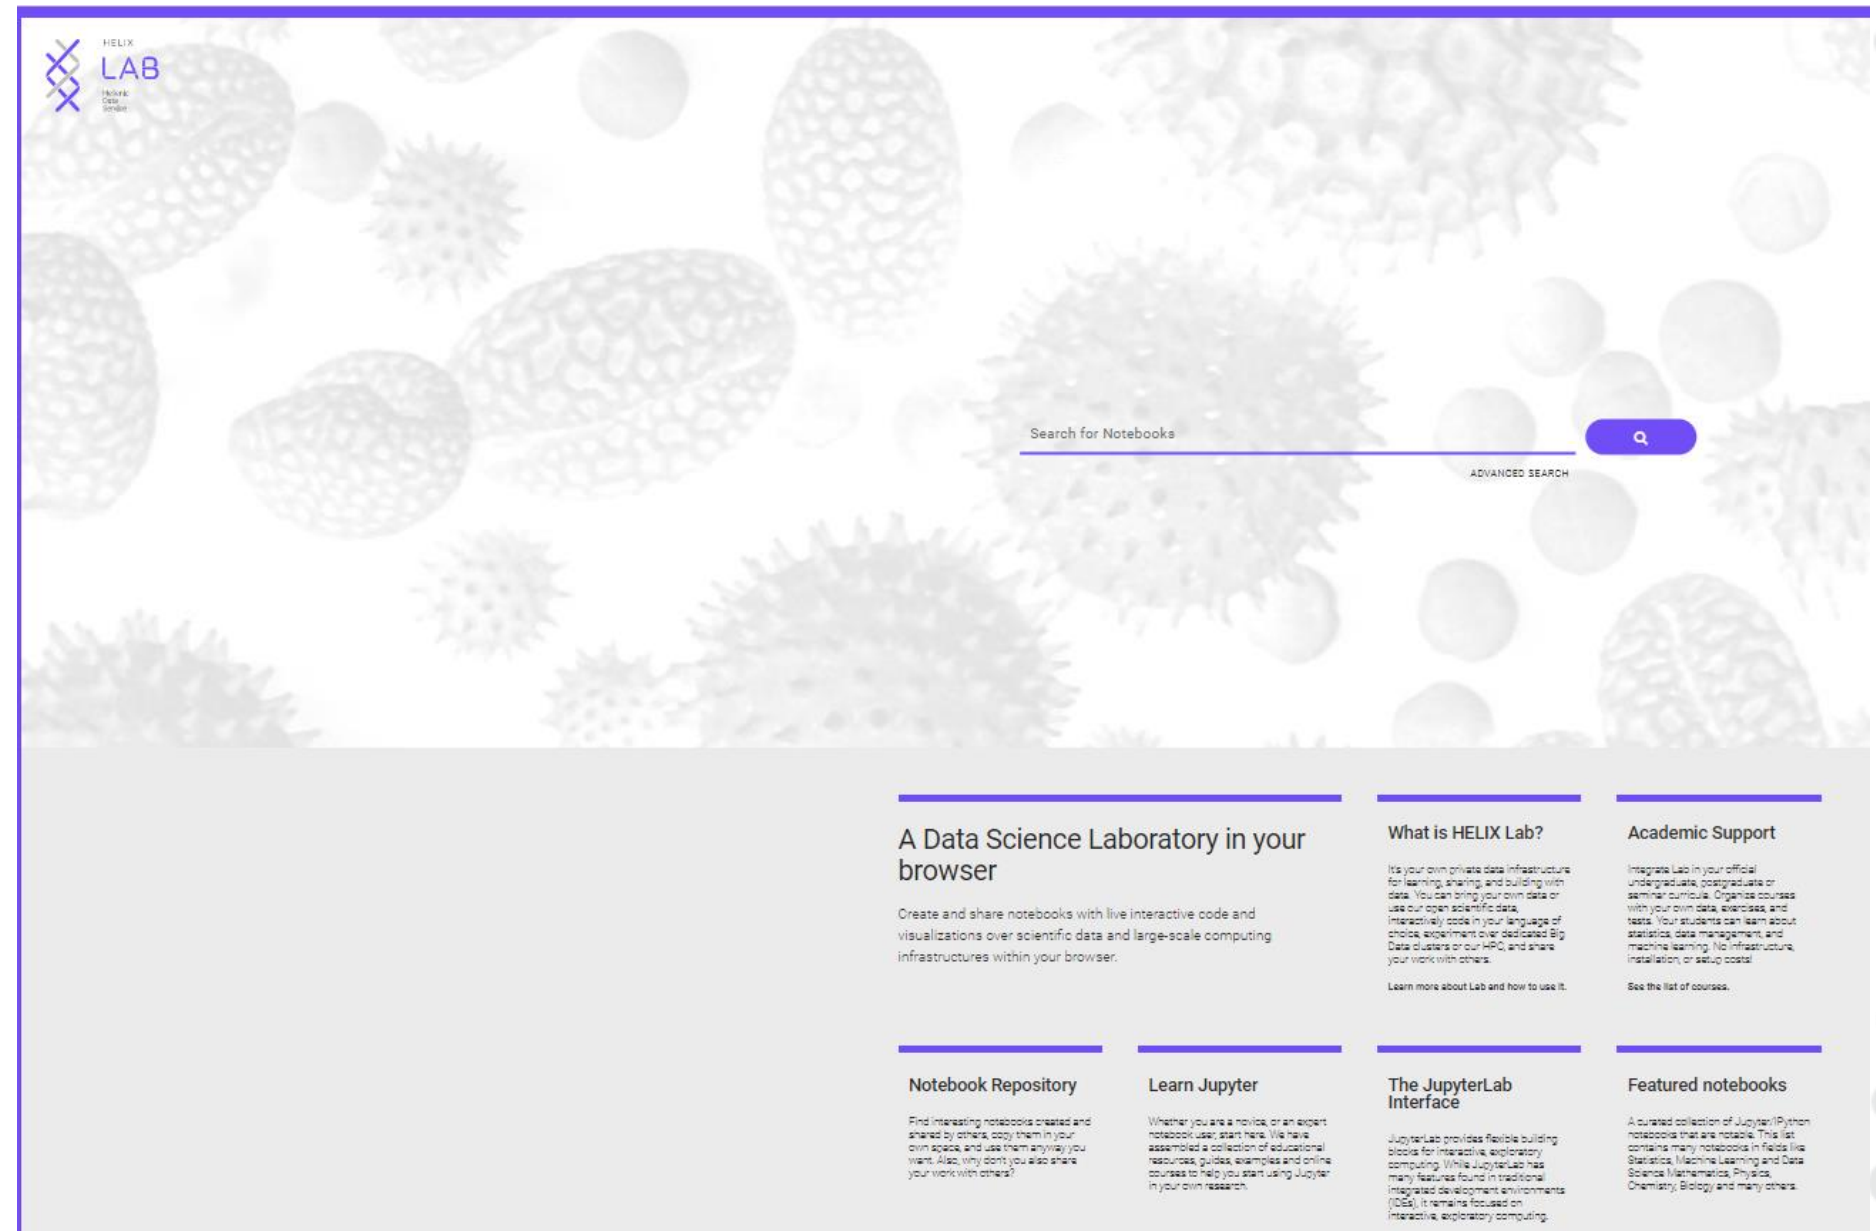 HELIX
LAB
Hellenic
Data
Service
Search for Notebooks
ADVANCED SEARCH
A Data Science Laboratory in your
browser
Create and share notebooks with live interactive code and
visualizations over scientific data and large-scale computing
infrastructures within your browser.
What is HELIX Lab?
It's your own private data infrastructure
for learning, sharing, and building with
data. You can bring your own data or
use our open scientific data,
interactively code in your language of
choice, experiment over dedicated Big
Data clusters or our HPC, and share
your work with others.
Learn more about Lab and how to use it.
Academic Support
Integrate Lab in your official
undergraduate, postgraduate or
seminar curricula. Organize courses
with your own data, exercises, and
tests. Your students can learn about
statistics, data management, and
machine learning. No infrastructure,
installation, or setup costs!
See the list of courses.
Notebook Repository
Find interesting notebooks created and
shared by others, copy them in your
own space, and use them anyway you
want. Also, why don't you also share
your work with others?
Learn Jupyter
Whether you are a novice, or an expert
notebook user, start here. We have
assembled a collection of educational
resources, guides, examples and online
courses to help you start using Jupyter
in your own research.
The JupyterLab
Interface
JupyterLab provides flexible building
blocks for interactive, exploratory
computing. While JupyterLab has
many features found in traditional
integrated development environments
(IDEs), it remains focused on
interactive, exploratory computing.
Featured notebooks
A curated collection of Jupyter/IPython
notebooks that are notable. This list
contains many notebooks in fields like
Statistics, Machine Learning and Data
Science Mathematics, Physics,
Chemistry, Biology and many others.